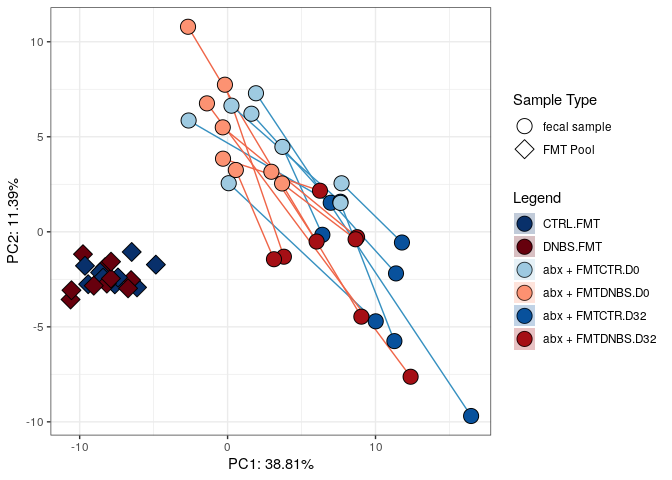 10
5
0
-5
-10
PC2: 11.39%
-10
0
10
PC1: 38.81%
Sample Type
fecal sample
FMT Pool
Legend
CTRL.FMT
DNBS.FMT
abx + FMTCTR.D0
abx + FMTDNBS.D0
abx + FMTCTR.D32
abx + FMTDNBS.D32